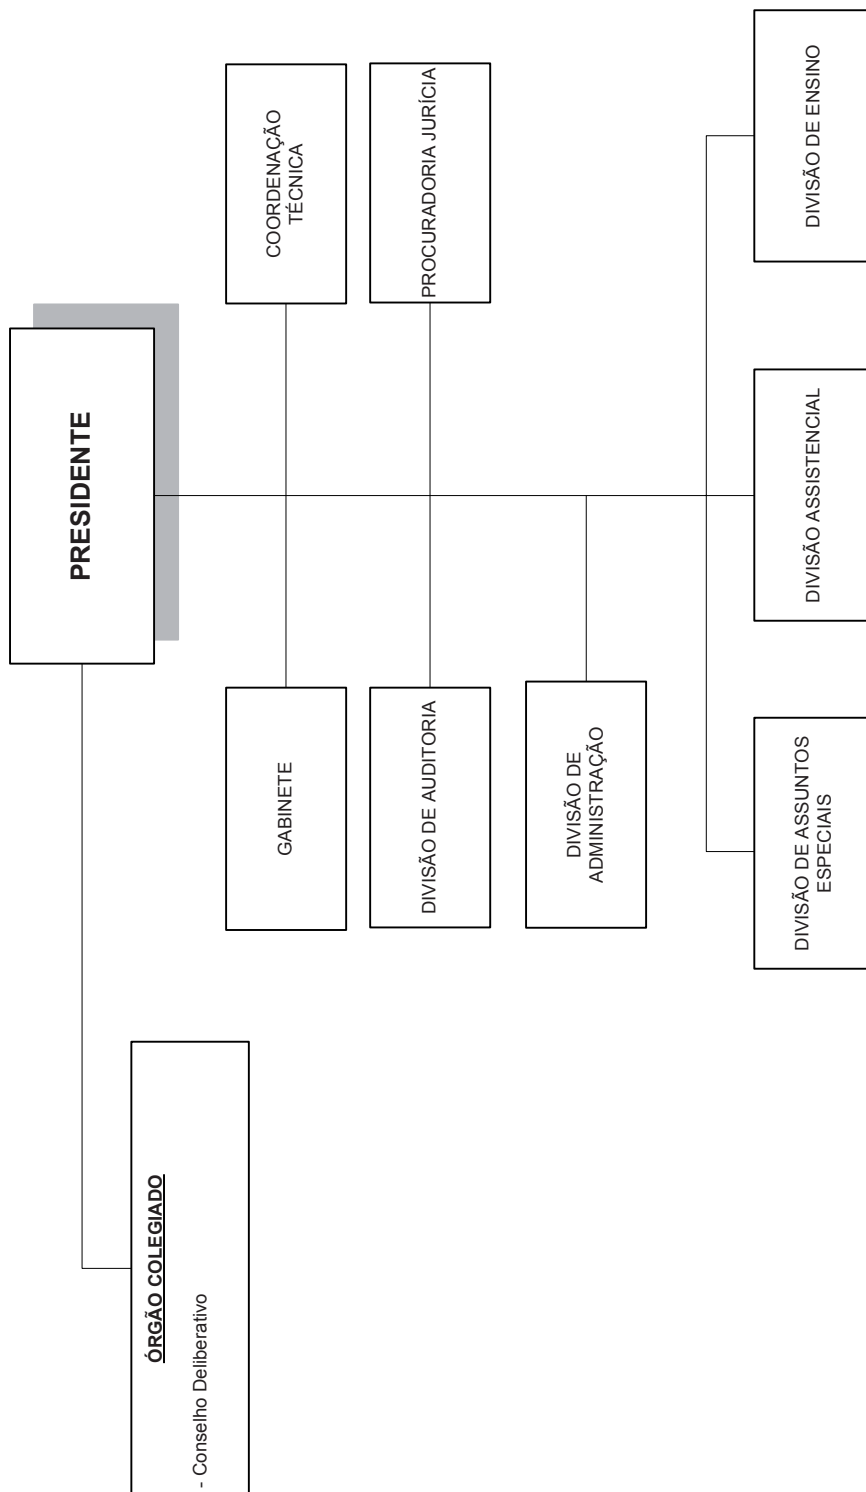 PRESIDENTE
ÓRGÃO COLEGIADO
- Conselho Deliberativo
GABINETE
COORDENAÇÃO
TÉCNICA
DIVISÃO DE AUDITORIA
PROCURADORIA JURÍCIA
DIVISÃO DE
ADMINISTRAÇÃO
DIVISÃO DE ASSUNTOS
ESPECIAIS
DIVISÃO ASSISTENCIAL
DIVISÃO DE ENSINO